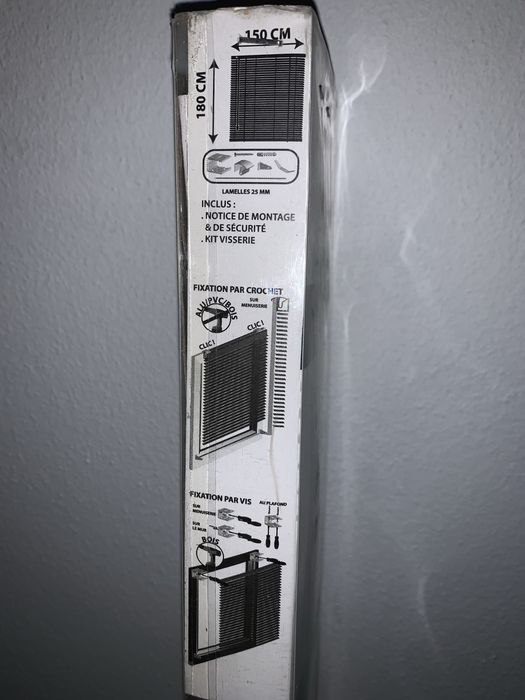 150 CM
180 CM
LAMELLES 25 MM
INCLUS :
. NOTICE DE MONTAGE
& DE SÉCURITÉ
. KIT VISSERIE
FIXATION PAR CROCHET
SUR
MENUISERIE
ALU/PVC/BOIS
CLIC !
CLIC !
FIXATION PAR VIS
AU PLAFOND
SUR
MENUISERIE
SUR
LE MUR
BOIS